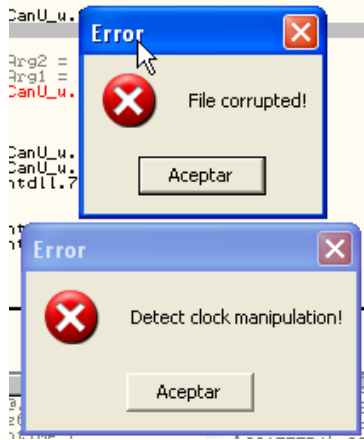 CanU_u.
Error
Arg2 =
Arg1 =
CanU_u.
File corrupted!
CanU_u.
CanU_u.
ntdll.7
Aceptar
Error
Detect clock manipulation!
Aceptar